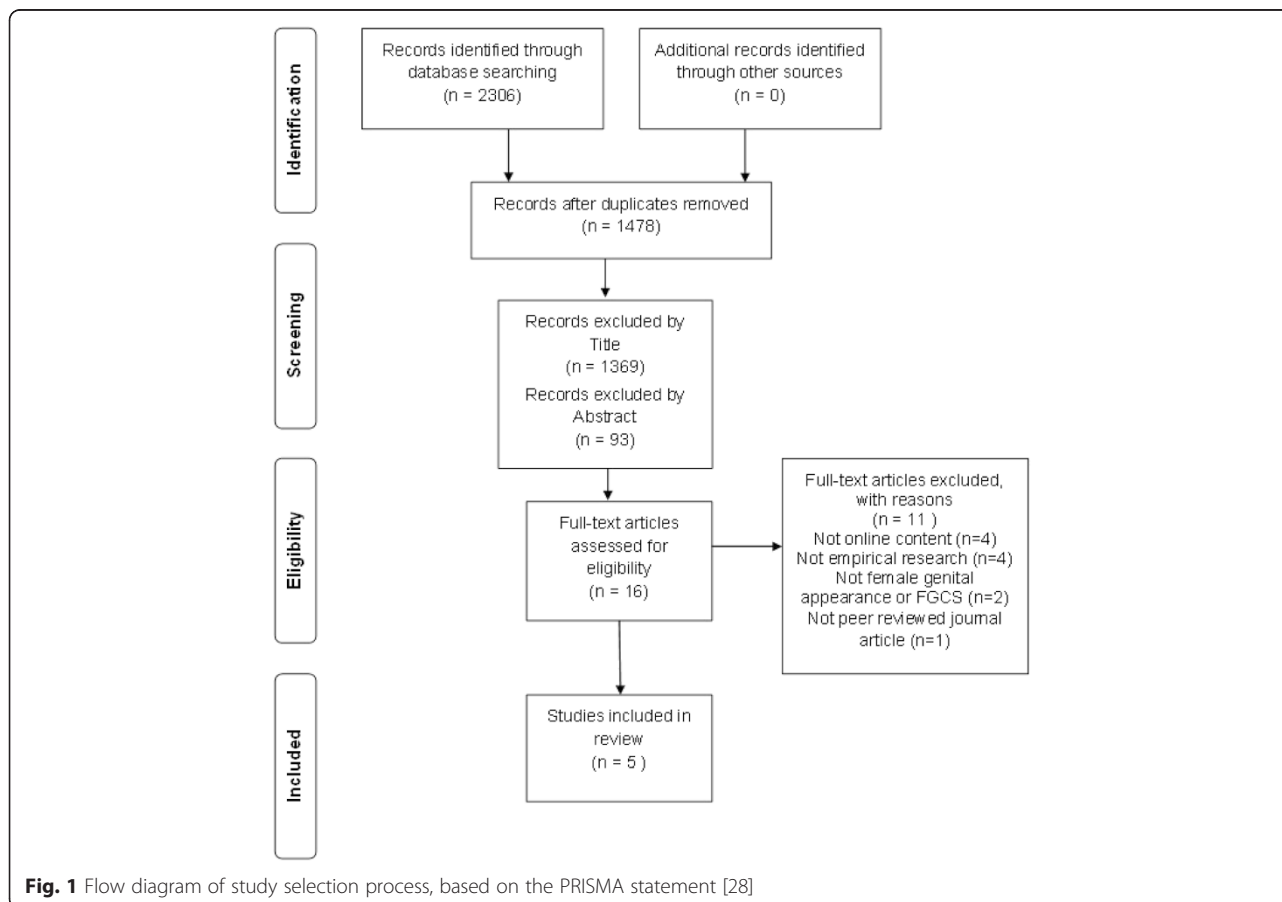 Identification
Records identified through
database searching
(n = 2306)
Additional records identified
through other sources
(n = 0)
Records after duplicates removed
(n = 1478)
Screening
Records excluded by
Title
(n = 1369)
Records excluded by
Abstract
(n = 93)
Eligibility
Full-text articles
assessed for
eligibility
(n = 16)
Full-text articles excluded,
with reasons
(n = 11 )
Not online content (n=4)
Not empirical research (n=4)
Not female genital
appearance or FGCS (n=2)
Not peer reviewed journal
article (n=1)
Included
Studies included in
review
(n = 5 )
Fig. 1 Flow diagram of study selection process, based on the PRISMA statement [28]